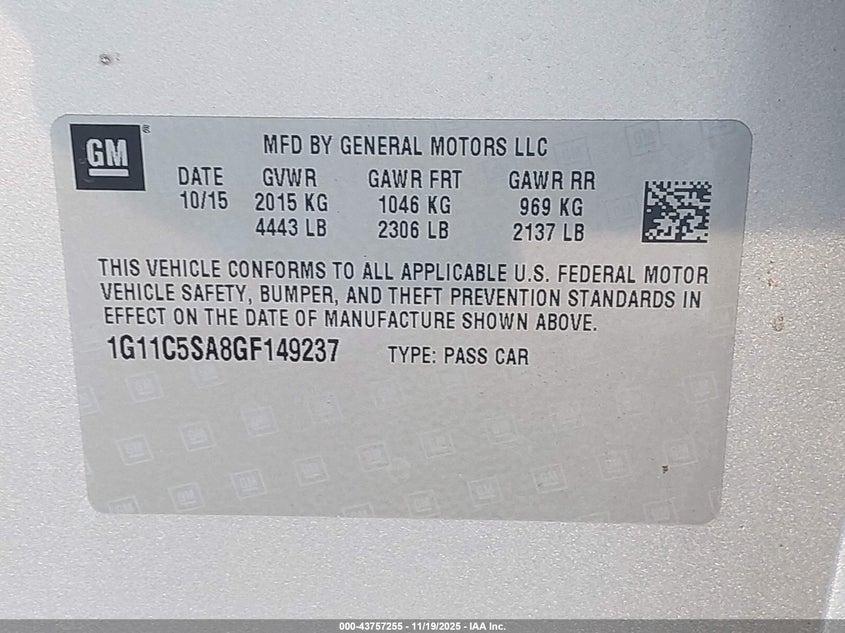 GM
MFD BY GENERAL MOTORS LLC
DATE GVWR GAWR FRT GAWR RR
10/15 2015 KG 1046 KG 969 KG
4443 LB 2306 LB 2137 LB
THIS VEHICLE CONFORMS TO ALL APPLICABLE U.S. FEDERAL MOTOR
VEHICLE SAFETY, BUMPER, AND THEFT PREVENTION STANDARDS IN
EFFECT ON THE DATE OF MANUFACTURE SHOWN ABOVE.
1G11C5SA8GF149237 TYPE: PASS CAR
000-43757255 - 11/19/2025 - IAA Inc.